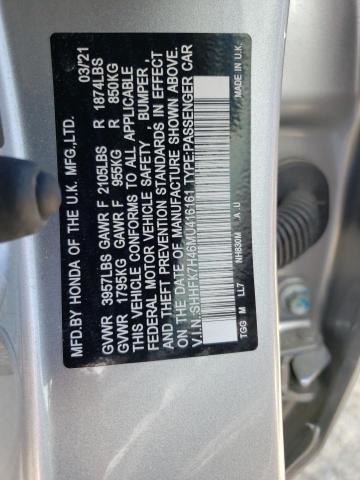 MFD.BY HONDA OF THE U.K. MFG.,LTD. 03/21
GVWR 3957LBS GAWR F 2105LBS R 1874LBS
GVWR 1795KG GAWR F 955KG R 850KG
THIS VEHICLE CONFORMS TO ALL APPLICABLE
FEDERAL MOTOR VEHICLE SAFETY , BUMPER ,
AND THEFT PREVENTION STANDARDS IN EFFECT
ON THE DATE OF MANUFACTURE SHOWN ABOVE.
V.I.N.:SHHFK7H46MU416161 TYPE:PASSENGER CAR
MADE IN U.K.
TGG M LL7 NH830M A U